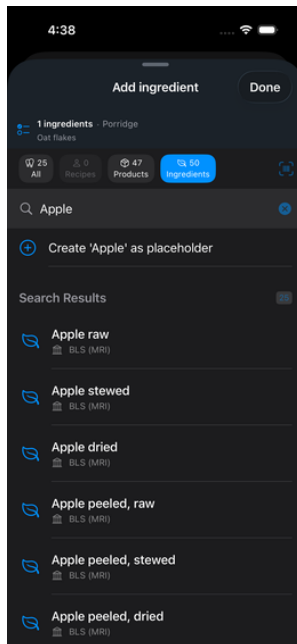 4:38
Add ingredient
Done
1 ingredients · Porridge
Oat flakes
25
All
0
Recipes
47
Products
50
Ingredients
Apple
Create 'Apple' as placeholder
Search Results
25
Apple raw
BLS (MRI)
Apple stewed
BLS (MRI)
Apple dried
BLS (MRI)
Apple peeled, raw
BLS (MRI)
Apple peeled, stewed
BLS (MRI)
Apple peeled, dried
BLS (MRI)